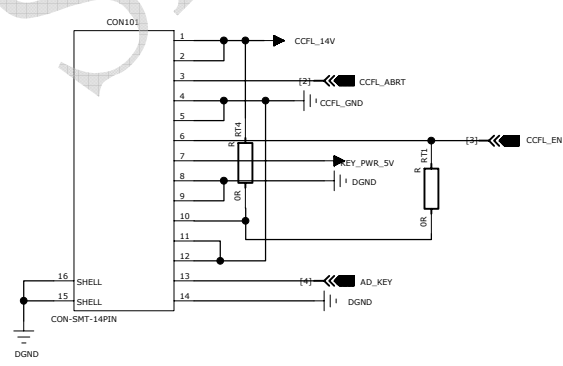 CON101
1
CCFL_14V
2
3
[2]
CCFL_ABRT
4
CCFL_GND
5
R RT4
6
[3]
CCFL_EN
7
KEY_PWR_5V
R RT1
8
DGND
9
0R
10
0R
11
12
13
[4]
AD_KEY
16
SHELL
14
DGND
15
SHELL
CON-SMT-14PIN
DGND